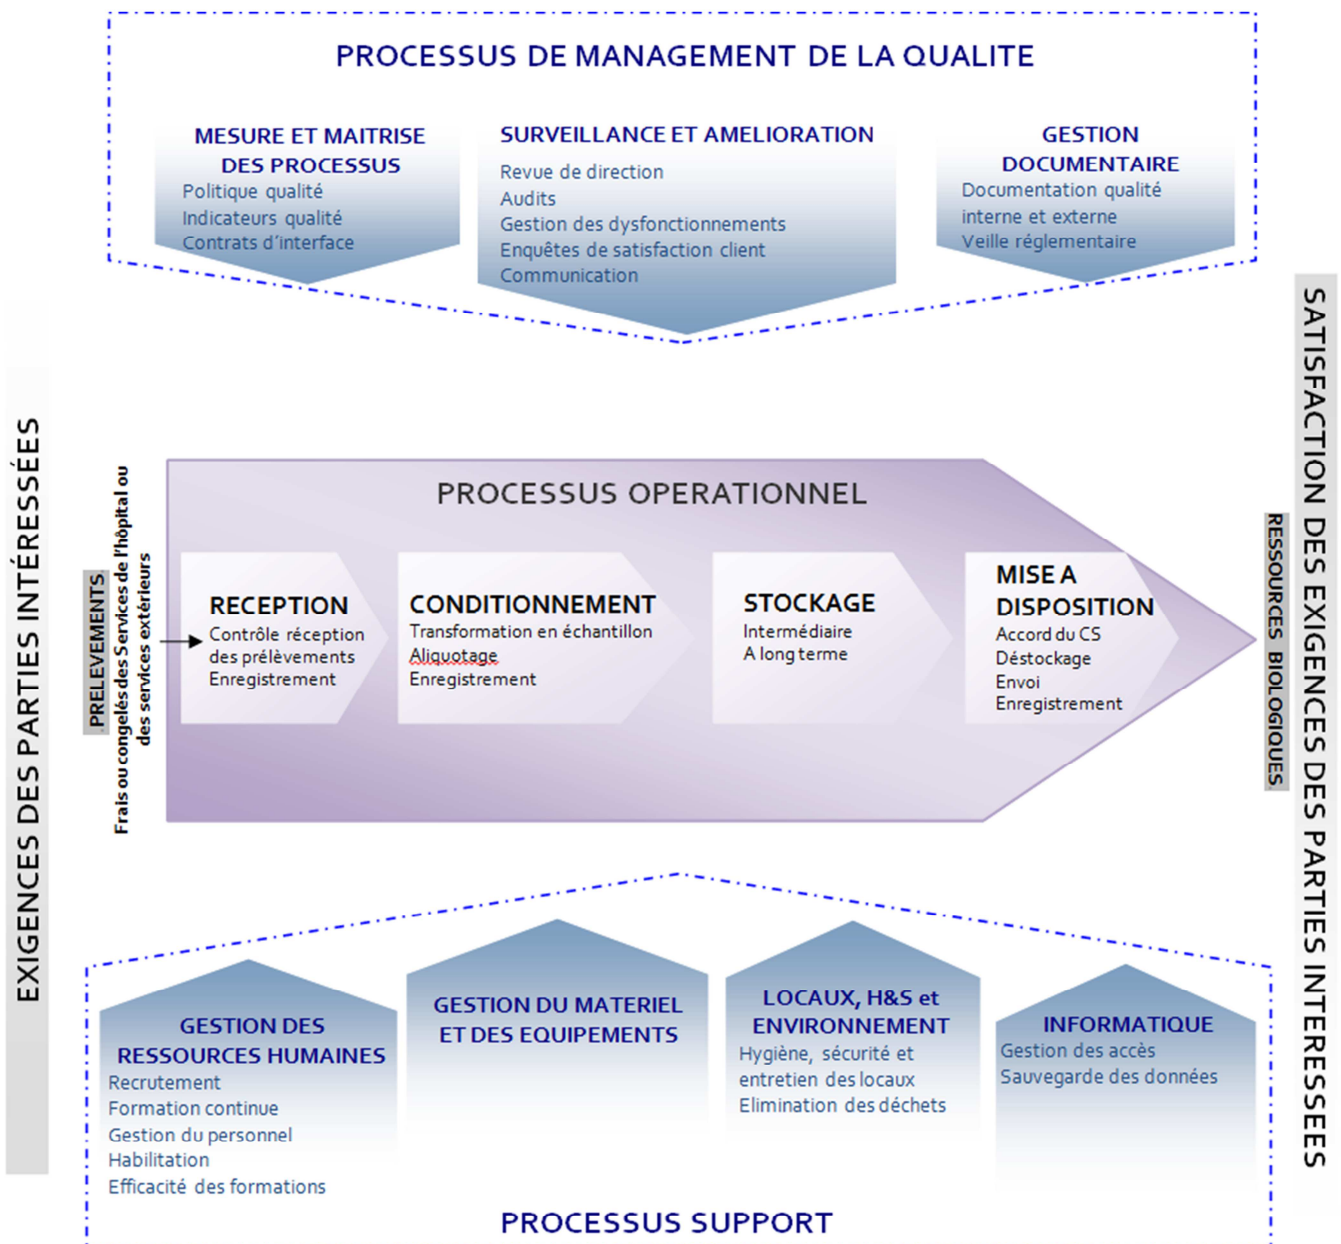 PROCESSUS DE MANAGEMENT DE LA QUALITE
MESURE ET MAITRISE
DES PROCESSUS
Politique qualité
Indicateurs qualité
Contrats d'interface
SURVEILLANCE ET AMELIORATION
Revue de direction
Audits
Gestion des dysfonctionnements
Enquêtes de satisfaction client
Communication
GESTION
DOCUMENTAIRE
Documentation qualité
interne et externe
Veille réglementaire
EXIGENCES DES PARTIES INTÉRESSÉES
PRELEVEMENTS
Frais ou congelés des Services de l'hôpital ou
des services extérieurs
PROCESSUS OPERATIONNEL
RECEPTION
Contrôle réception
des prélèvements
Enregistrement
CONDITIONNEMENT
Transformation en échantillon
Aliquotage
Enregistrement
STOCKAGE
Intermédiaire
A long terme
MISE A
DISPOSITION
Accord du CS
Déstockage
Envoi
Enregistrement
RESSOURCES BIOLOGIQUES
SATISFACTION DES EXIGENCES DES PARTIES INTERESSEES
GESTION DES
RESSOURCES HUMAINES
Recrutement
Formation continue
Gestion du personnel
Habilitation
Efficacité des formations
GESTION DU MATERIEL
ET DES EQUIPEMENTS
LOCAUX, H&S et
ENVIRONNEMENT
Hygiène, sécurité et
entretien des locaux
Elimination des déchets
INFORMATIQUE
Gestion des accès
Sauvegarde des données
PROCESSUS SUPPORT